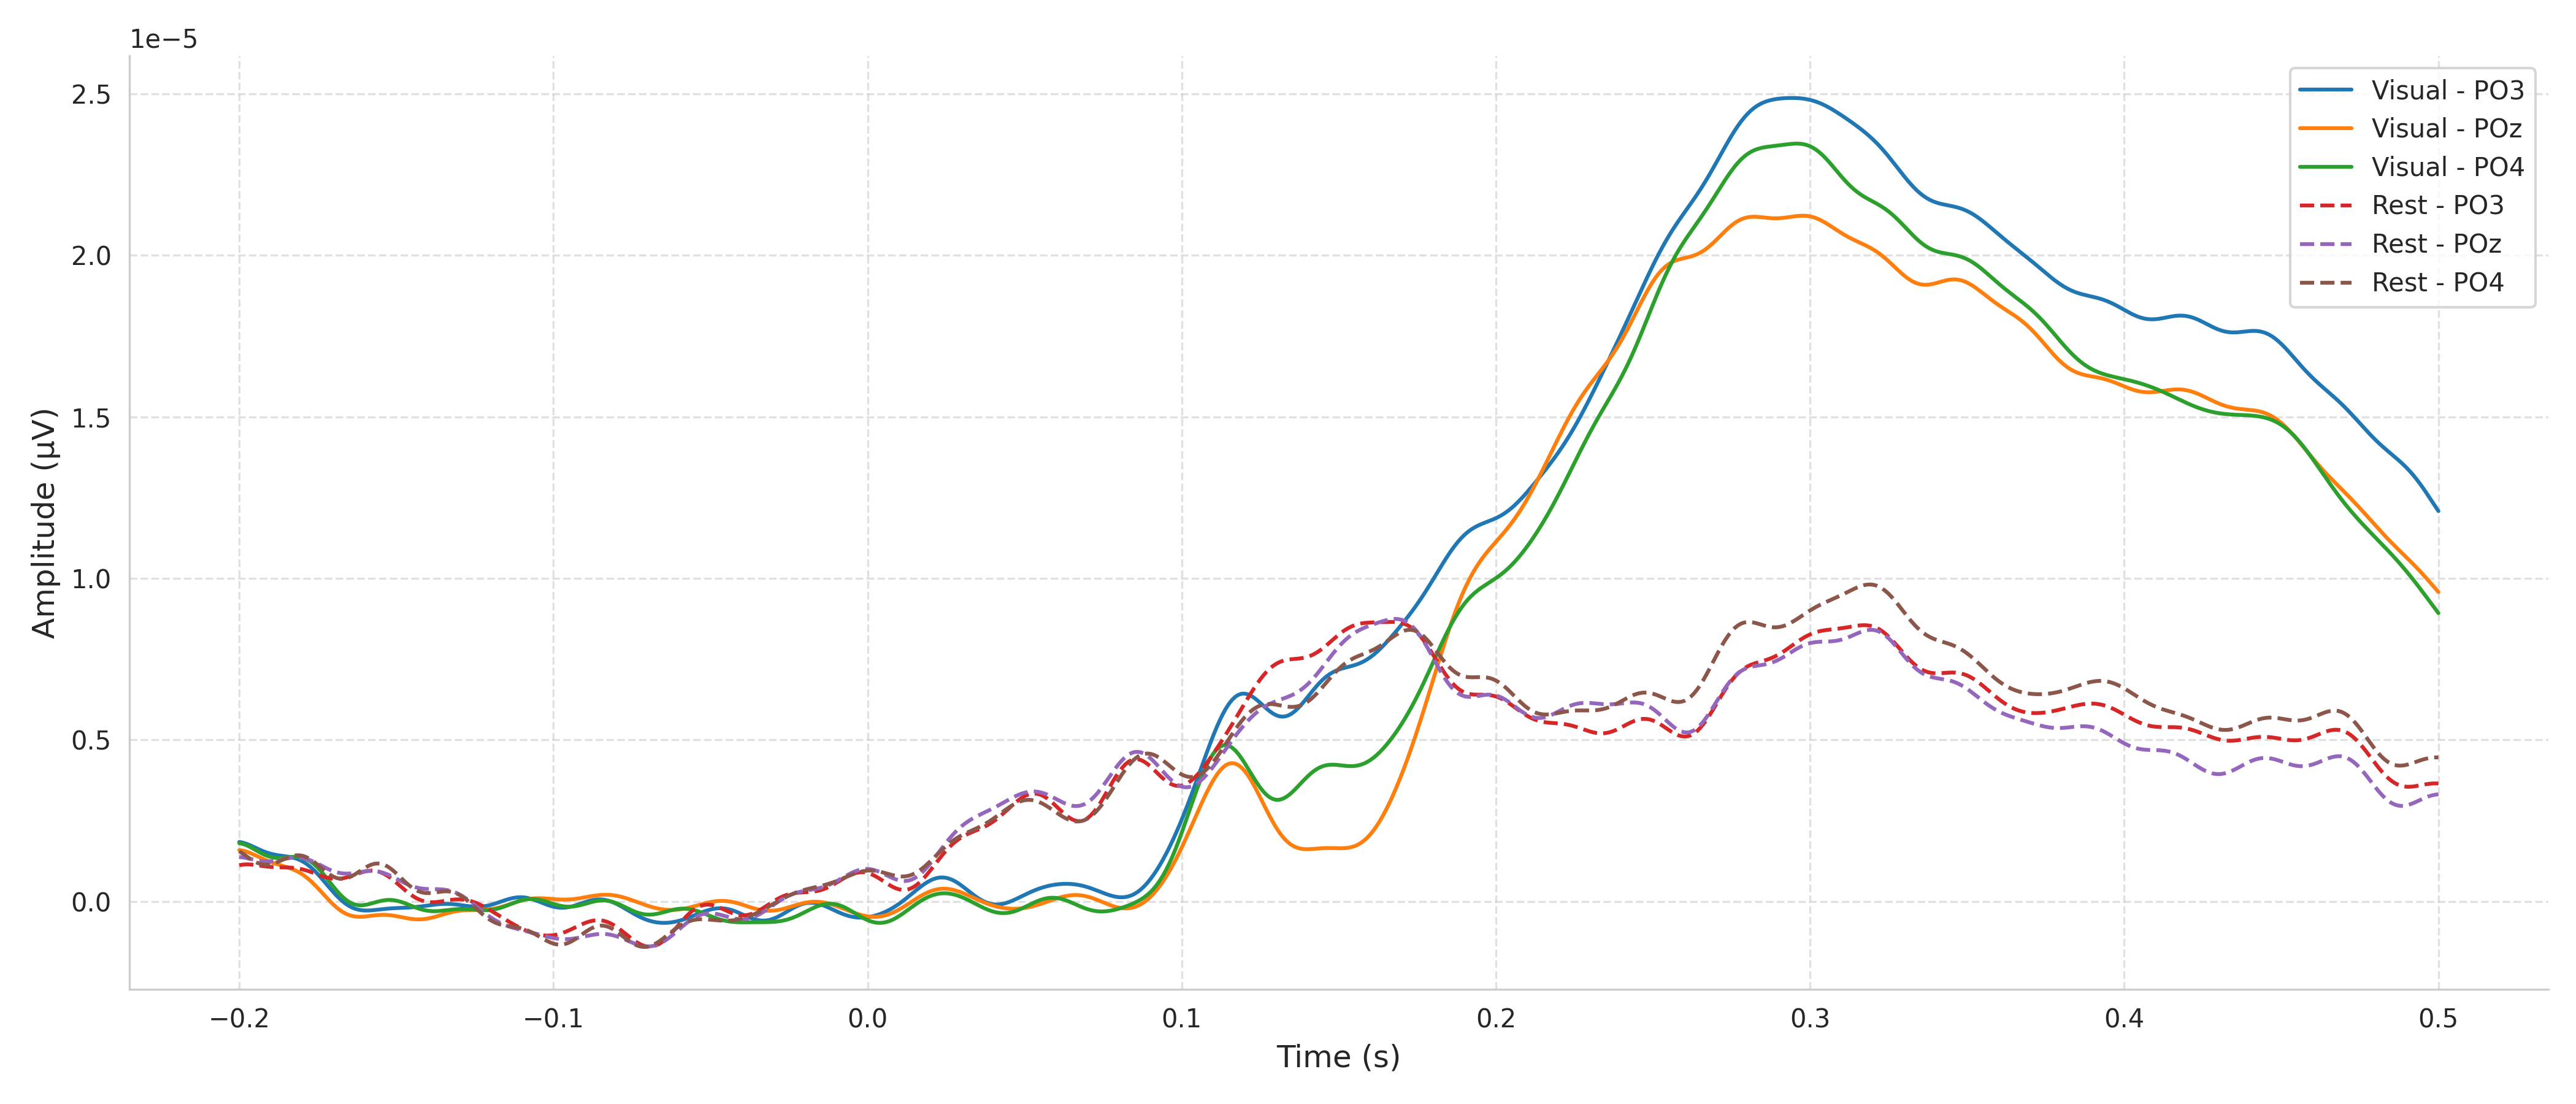 1e−5
2.5
2.0
1.5
1.0
0.5
0.0
Amplitude (µV)
−0.2
−0.1
0.0
0.1
0.2
0.3
0.4
0.5
Time (s)
Visual - PO3
Visual - POz
Visual - PO4
Rest - PO3
Rest - POz
Rest - PO4